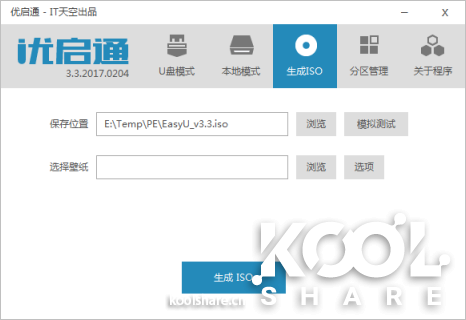 优启通 - IT天空出品
优启通
3.3.2017.0204
U盘模式
本地模式
生成ISO
分区管理
关于程序
保存位置
E:\Temp\PE\EasyU_v3.3.iso
浏览
模拟测试
选择壁纸
浏览
选项
生成 ISO
KOOL
SHARE
koolshare.cn